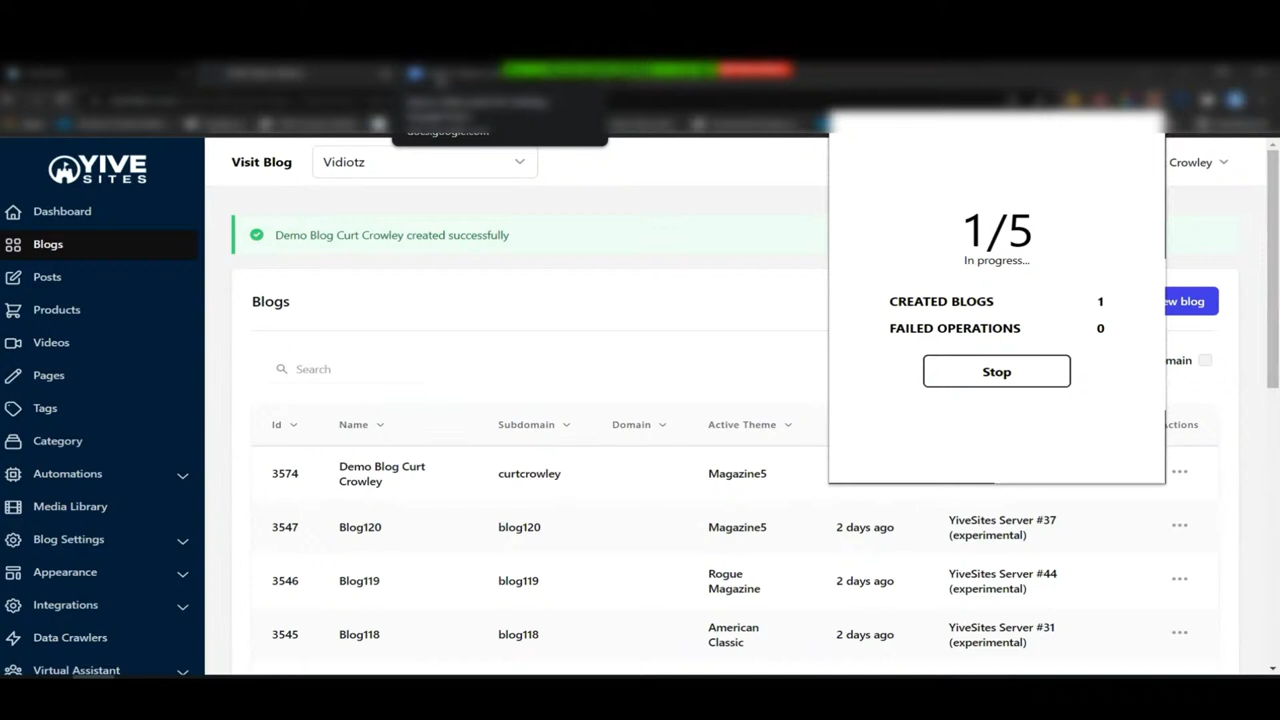 docs.google.com
YIVE
SITES
Visit Blog
Vidiotz
Crowley
Dashboard
Blogs
Posts
Products
Videos
Pages
Tags
Category
Automations
Media Library
Blog Settings
Appearance
Integrations
Data Crawlers
Virtual Assistant
Demo Blog Curt Crowley created successfully
Blogs
ew blog
Search
main
1/5
In progress...
CREATED BLOGS 1
FAILED OPERATIONS 0
Stop
Id Name Subdomain Domain Active Theme ctions
3574 Demo Blog Curt Crowley curtcrowley Magazine5
3547 Blog120 blog120 Magazine5 2 days ago YiveSites Server #37 (experimental)
3546 Blog119 blog119 Rogue Magazine 2 days ago YiveSites Server #44 (experimental)
3545 Blog118 blog118 American Classic 2 days ago YiveSites Server #31 (experimental)